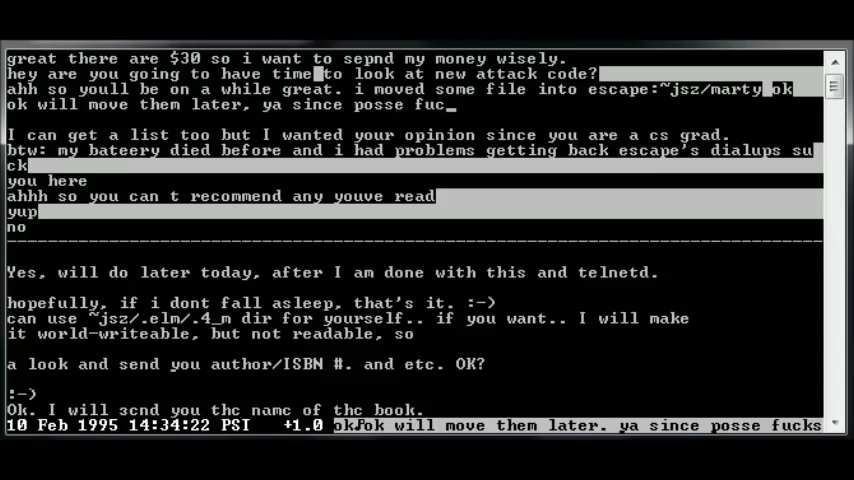 great there are $30 so i want to sepnd my money wisely.
hey are you going to have time to look at new attack code?
ahh so youll be on a while great. i moved some file into escape:~jsz/marty ok
ok will move them later, ya since posse fuc_
I can get a list too but I wanted your opinion since you are a cs grad.
btw: my bateery died before and i had problems getting back escape's dialups su
ck
you here
ahhh so you can t recommend any youve read
yup
no
Yes, will do later today, after I am done with this and telnetd.
hopefully, if i dont fall asleep, that's it. :-)
can use ~jsz/.elm/.4_m dir for yourself.. if you want.. I will make
it world-writeable, but not readable, so
a look and send you author/ISBN #. and etc. OK?
:-)
Ok. I will send you the name of the book.
10 Feb 1995 14:34:22 PSI +1.0 ok♪ok will move them later. ya since posse fucks